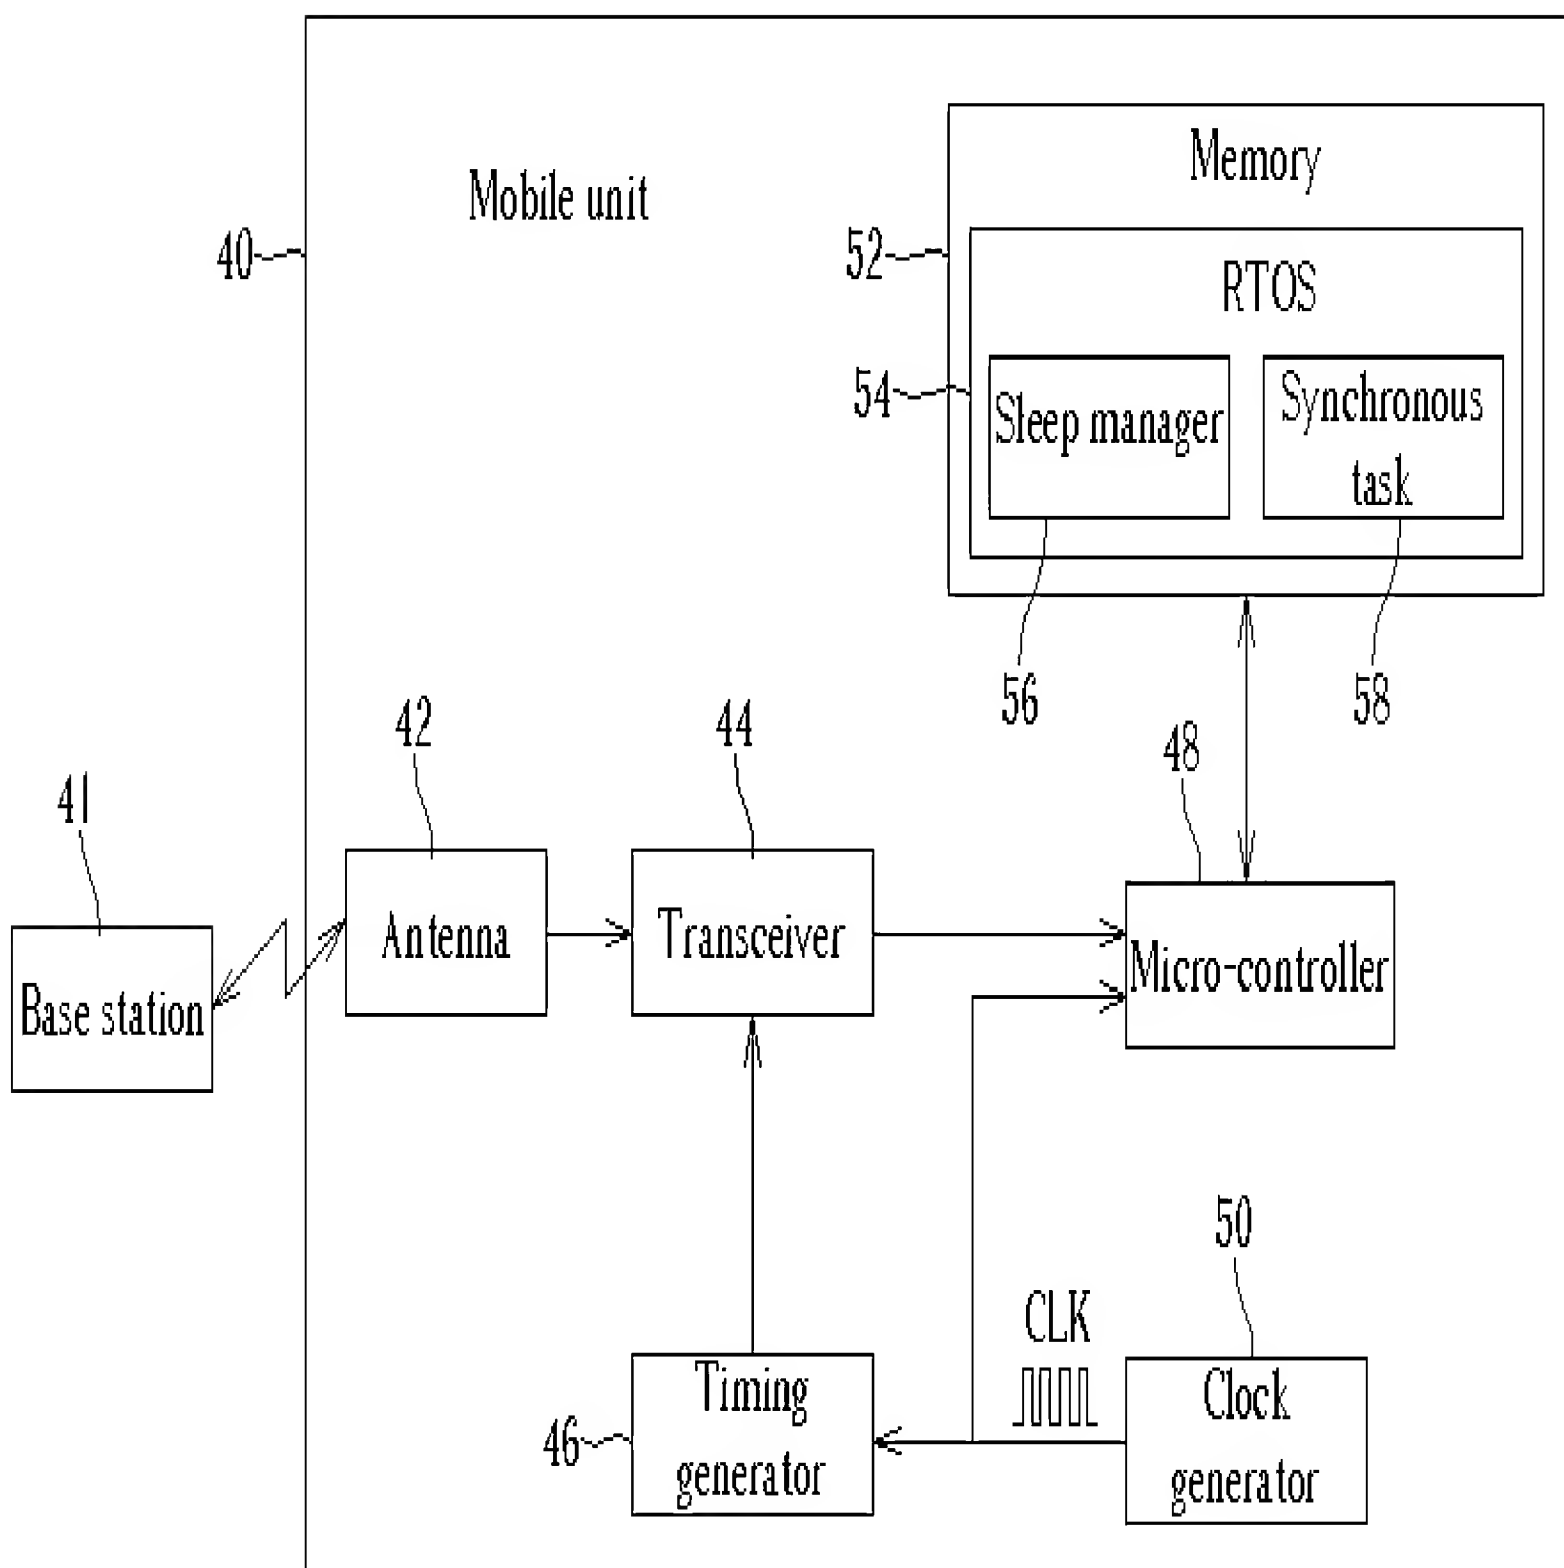 Memory
Mobile unit
40
52
RTOS
54
Sleep manager
Synchronous
task
56
58
42
44
48
41
Antenna
Transceiver
Micro-controller
Base station
50
CLK
Timing
generator
46
Clock
generator